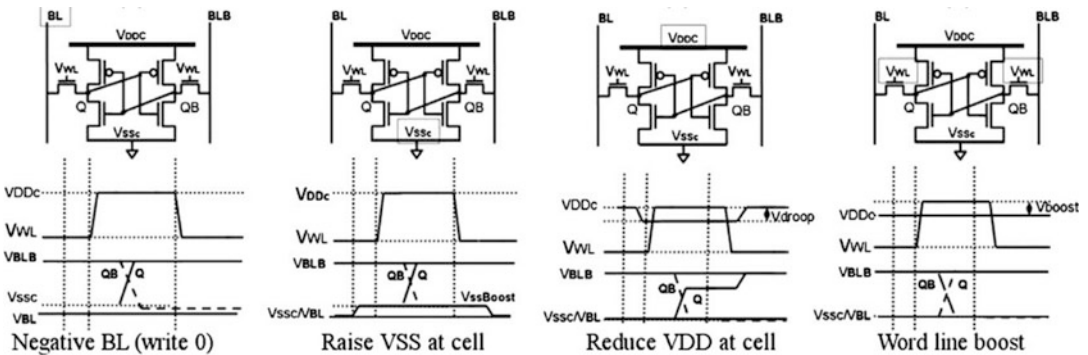 BL BLB BL BLB BL BLB BL BLB
VDDC VDDC VDDC VDDC
VWL VWL VWL VWL VWL VWL VWL VWL
Q QB Q QB Q QB Q QB
VSSc VSSc VSSc VSSc
VDDc VDDc VDDc Vdroop VDDc Vboost
VWL VWL VWL VWL
VBLB VBLB VBLB VBLB
QB Q QB Q QB Q QB Q
Vssc VssBoost
VBL Vssc/VBL Vssc/VBL Vssc/VBL
Negative BL (write 0) Raise VSS at cell Reduce VDD at cell Word line boost